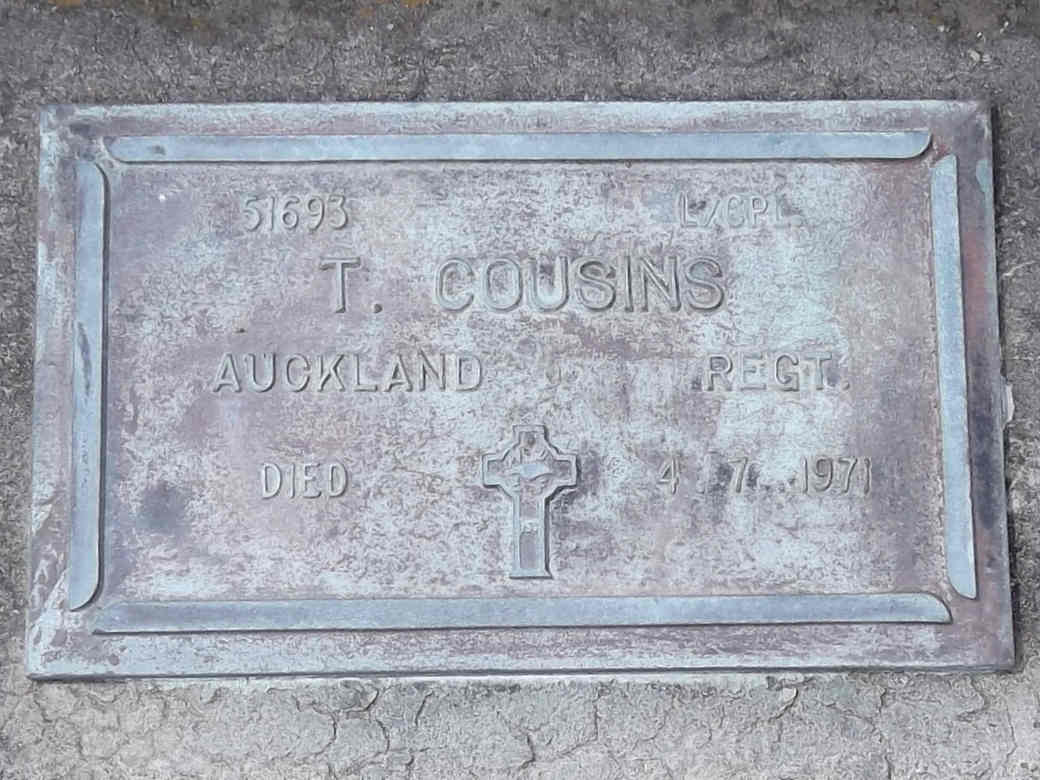 51693 L/CPL.
T. COUSINS
AUCKLAND REGT.
DIED 4 . 7 . 1971